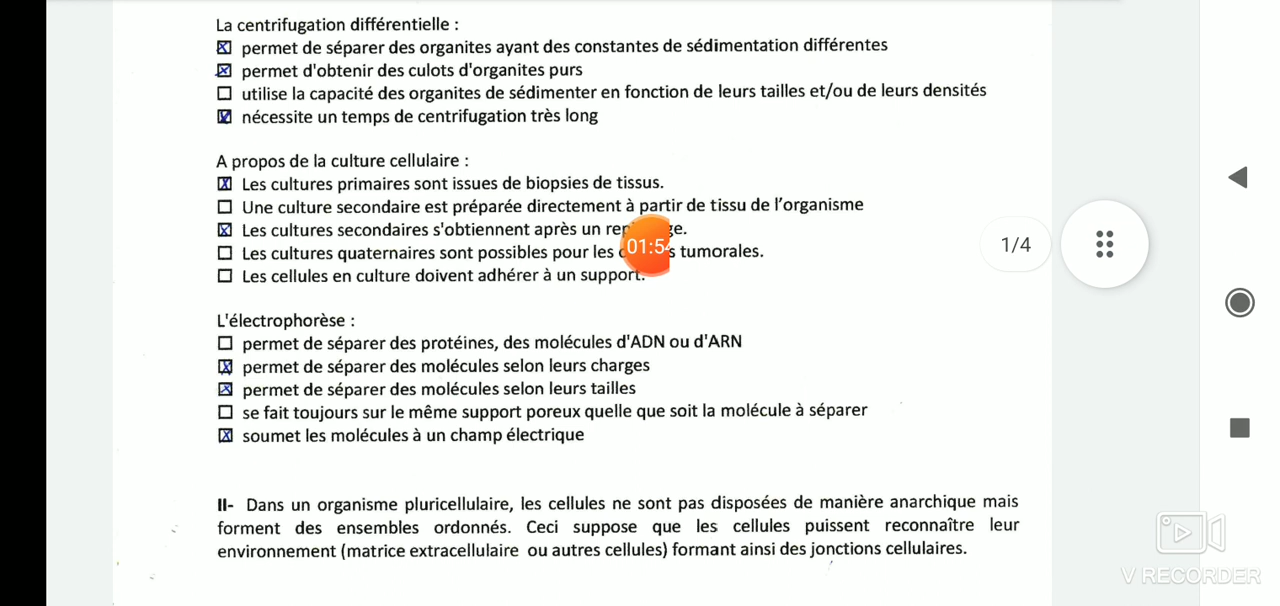 La centrifugation différentielle :
permet de séparer des organites ayant des constantes de sédimentation différentes
permet d'obtenir des culots d'organites purs
utilise la capacité des organites de sédimenter en fonction de leurs tailles et/ou de leurs densités
nécessite un temps de centrifugation très long
A propos de la culture cellulaire :
Les cultures primaires sont issues de biopsies de tissus.
Une culture secondaire est préparée directement à partir de tissu de l'organisme
Les cultures secondaires s'obtiennent après un
01:54
Les cultures quaternaires sont possibles pour les tumorales.
Les cellules en culture doivent adhérer à un support.
1/4
L'électrophorèse :
permet de séparer des protéines, des molécules d'ADN ou d'ARN
permet de séparer des molécules selon leurs charges
permet de séparer des molécules selon leurs tailles
se fait toujours sur le même support poreux quelle que soit la molécule à séparer
soumet les molécules à un champ électrique
II- Dans un organisme pluricellulaire, les cellules ne sont pas disposées de manière anarchique mais
forment des ensembles ordonnés. Ceci suppose que les cellules puissent reconnaître leur
environnement (matrice extracellulaire ou autres cellules) formant ainsi des jonctions cellulaires.
V RECORDER